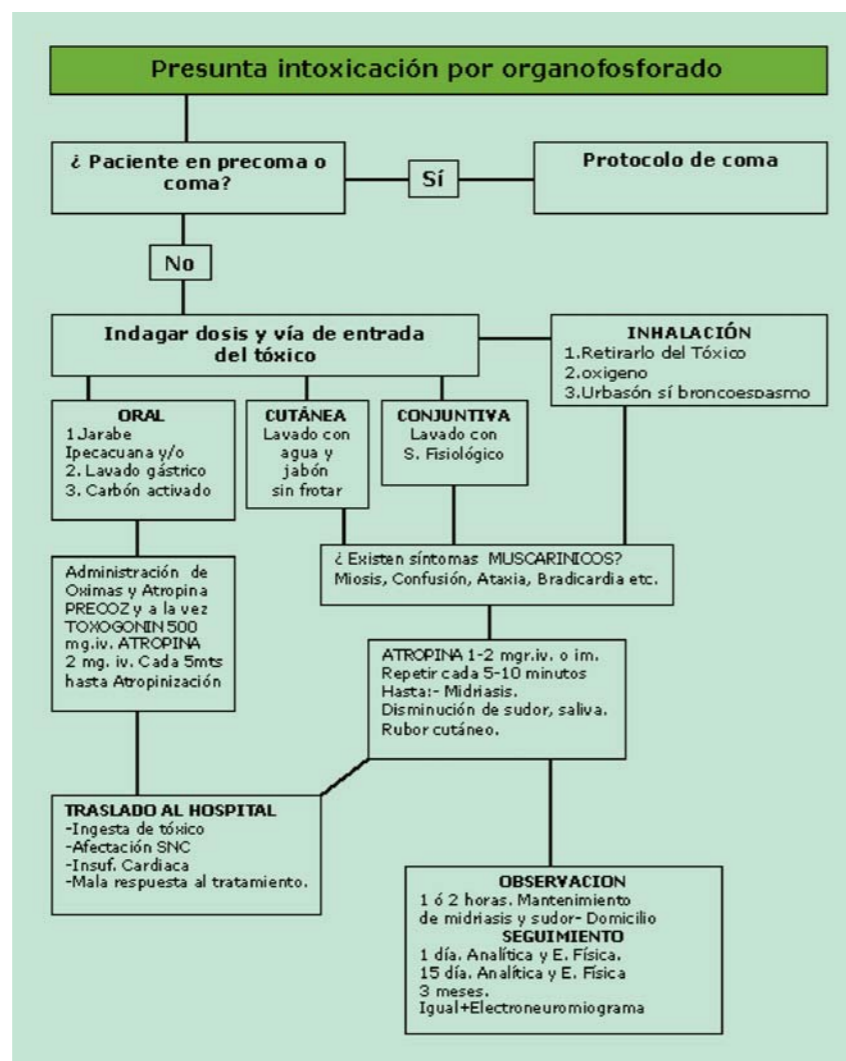 Presunta intoxicación por organofosforado
¿ Paciente en precoma o
coma?
Sí
Protocolo de coma
No
Indagar dosis y vía de entrada
del tóxico
INHALACIÓN
1.Retirarlo del Tóxico
2.oxigeno
3.Urbasón sí broncoespasmo
ORAL
1.Jarabe
Ipecacuana y/o
2. Lavado gástrico
3. Carbón activado
CUTÁNEA
Lavado con
agua y
jabón
sin frotar
CONJUNTIVA
Lavado con
S. Fisiológico
¿ Existen síntomas MUSCARINICOS?
Miosis, Confusión, Ataxia, Bradicardia etc.
Administración de
Oximas y Atropina
PRECOZ y a la vez
TOXOGONIN 500
mg.iv. ATROPINA
2 mg. iv. Cada 5mts
hasta Atropinización
ATROPINA 1-2 mgr.iv. o im.
Repetir cada 5-10 minutos
Hasta:- Midriasis.
Disminución de sudor, saliva.
Rubor cutáneo.
TRASLADO AL HOSPITAL
-Ingesta de tóxico
-Afectación SNC
-Insuf. Cardiaca
-Mala respuesta al tratamiento.
OBSERVACION
1 ó 2 horas. Mantenimiento
de midriasis y sudor- Domicilio
SEGUIMIENTO
1 día. Analítica y E. Física.
15 día. Analítica y E. Física
3 meses.
Igual+Electroneuromiograma